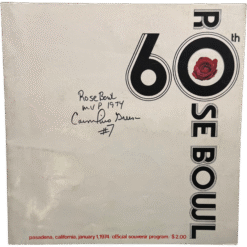 60th
ROSE BOWL
Rose Bowl
MVP 1974
Cornelius Greene
#7
pasadena, california, january 1, 1974. official souvenir program. $2.00